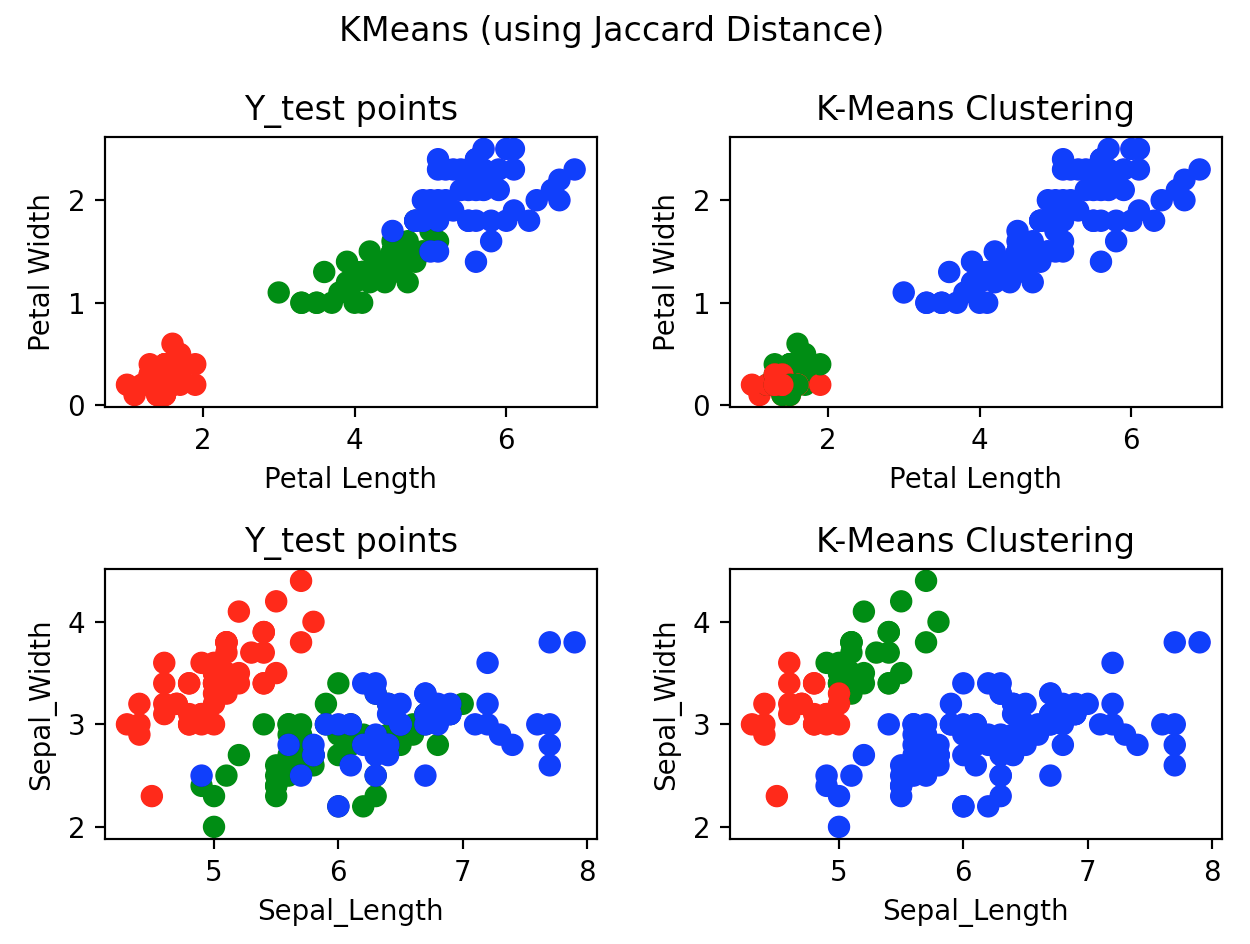 KMeans (using Jaccard Distance)
Y_test points
K-Means Clustering
Petal Width
2
1
0
2
4
6
Petal Length
Petal Width
2
1
0
2
4
6
Petal Length
Y_test points
K-Means Clustering
Sepal_Width
4
3
2
5
6
7
8
Sepal_Length
Sepal_Width
4
3
2
5
6
7
8
Sepal_Length